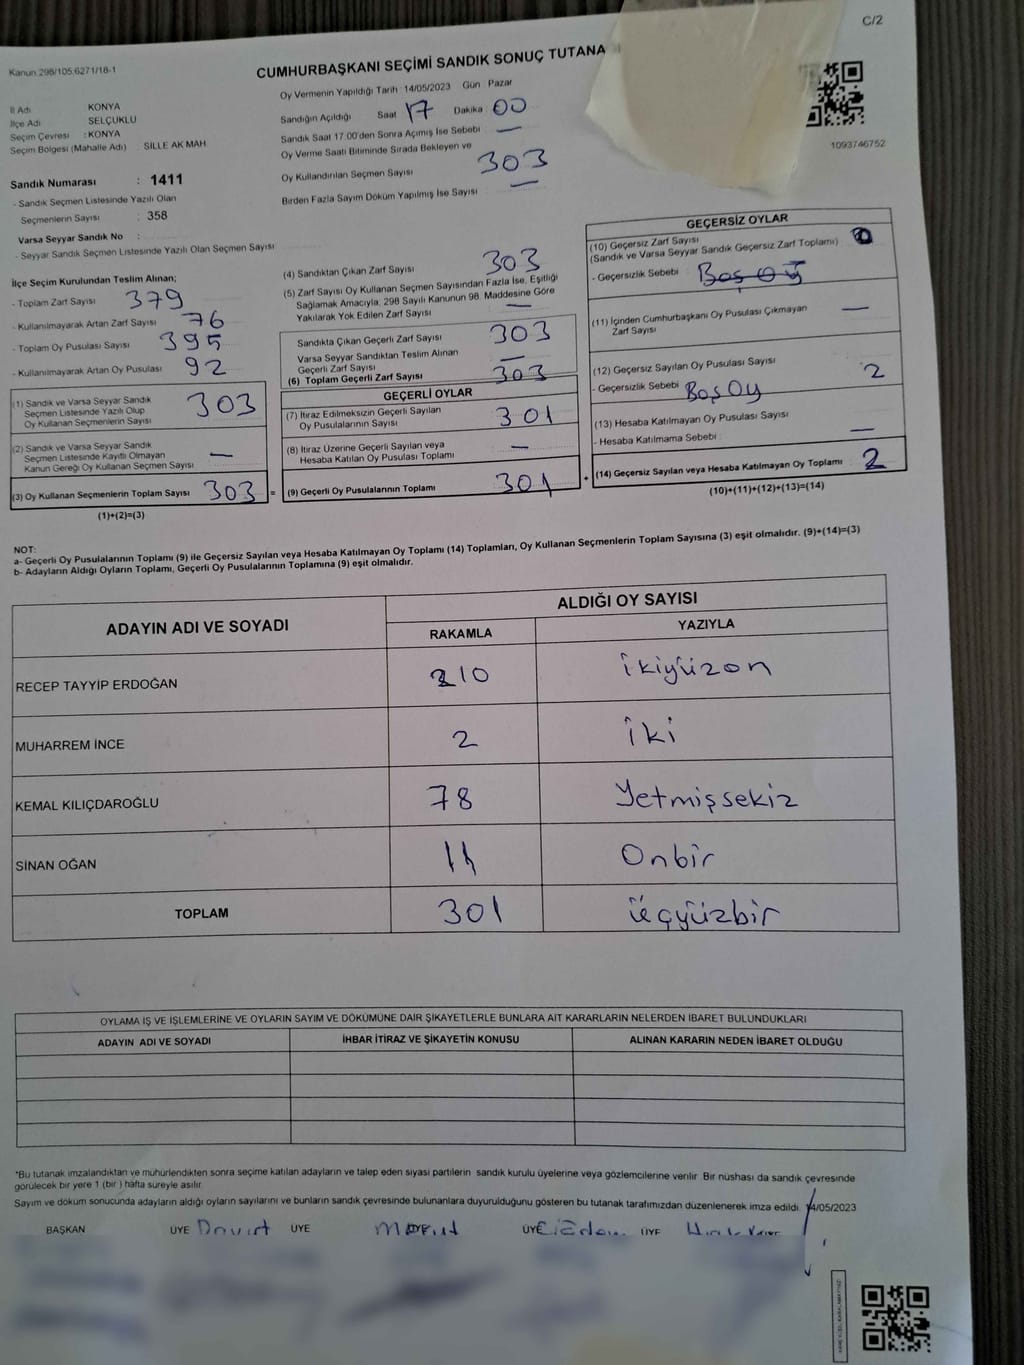 C/2
Kanun 298/105:6271/18-1
CUMHURBAŞKANI SEÇİMİ SANDIK SONUÇ TUTANA
İl Adı KONYA
İlçe Adı SELÇUKLU
Seçim Çevresi : KONYA
Seçim Bölgesi (Mahalle Adı) SİLLE AK MAH
Sandık Numarası : 1411
- Sandık Seçmen Listesinde Yazılı Olan
Seçmenlerin Sayısı : 358
Varsa Seyyar Sandık No :
- Seyyar Sandık Seçmen Listesinde Yazılı Olan Seçmen Sayısı
Oy Vermenin Yapıldığı Tarih 14/05/2023 Gün : Pazar
Sandığın Açıldığı Saat 17 Dakika : 00
Sandık Saat 17.00'den Sonra Açımış İse Sebebi —
Oy Verme Saati Bitiminde Sırada Bekleyen ve
Oy Kullandırılan Seçmen Sayısı 303
Birden Fazla Sayım Döküm Yapılmış İse Sayısı —
1093746752
İlçe Seçim Kurulundan Teslim Alınan;
- Toplam Zarf Sayısı 379
- Kullanılmayarak Artan Zarf Sayısı 76
- Toplam Oy Pusulası Sayısı 395
- Kullanılmayarak Artan Oy Pusulası 92
(1) Sandık ve Varsa Seyyar Sandık
Seçmen Listesinde Yazılı Olup
Oy Kullanan Seçmenlerin Sayısı 303
(2) Sandık ve Varsa Seyyar Sandık
Seçmen Listesinde Kayıtlı Olmayan
Kanun Gereği Oy Kullanan Seçmen Sayısı —
(3) Oy Kullanan Seçmenlerin Toplam Sayısı 303 =
(1)+(2)=(3)
(4) Sandıktan Çıkan Zarf Sayısı 303
(5) Zarf Sayısı Oy Kullanan Seçmen Sayısından Fazla İse, Eşitliği
Sağlamak Amacıyla, 298 Sayılı Kanunun 98. Maddesine Göre
Yakılarak Yok Edilen Zarf Sayısı —
Sandıkta Çıkan Geçerli Zarf Sayısı 303
Varsa Seyyar Sandıktan Teslim Alınan
Geçerli Zarf Sayısı —
(6) Toplam Geçerli Zarf Sayısı 303
GEÇERLİ OYLAR
(7) İtiraz Edilmeksizin Geçerli Sayılan
Oy Pusulalarının Sayısı 301
(8) İtiraz Üzerine Geçerli Sayılan veya
Hesaba Katılan Oy Pusulası Toplamı —
(9) Geçerli Oy Pusulalarının Toplamı 301 +
GEÇERSİZ OYLAR
(10) Geçersiz Zarf Sayısı 0
(Sandık ve Varsa Seyyar Sandık Geçersiz Zarf Toplamı)
- Geçersizlik Sebebi : Boş Oy
(11) İçinden Cumhurbaşkanı Oy Pusulası Çıkmayan
Zarf Sayısı —
(12) Geçersiz Sayılan Oy Pusulası Sayısı 2
- Geçersizlik Sebebi Boş Oy
(13) Hesaba Katılmayan Oy Pusulası Sayısı —
- Hesaba Katılmama Sebebi :
(14) Geçersiz Sayılan veya Hesaba Katılmayan Oy Toplamı 2
(10)+(11)+(12)+(13)=(14)
NOT:
a- Geçerli Oy Pusulalarının Toplamı (9) ile Geçersiz Sayılan veya Hesaba Katılmayan Oy Toplamı (14) Toplamları, Oy Kullanan Seçmenlerin Toplam Sayısına (3) eşit olmalıdır. (9)+(14)=(3)
b- Adayların Aldığı Oyların Toplamı, Geçerli Oy Pusulalarının Toplamına (9) eşit olmalıdır.
ADAYIN ADI VE SOYADI
ALDIĞI OY SAYISI
RAKAMLA YAZIYLA
RECEP TAYYİP ERDOĞAN 210 ikiyüzon
MUHARREM İNCE 2 iki
KEMAL KILIÇDAROĞLU 78 Yetmişsekiz
SİNAN OĞAN 11 Onbir
TOPLAM 301 üçyüzbir
OYLAMA İŞ VE İŞLEMLERİNE VE OYLARIN SAYIM VE DÖKÜMÜNE DAİR ŞİKAYETLERLE BUNLARA AİT KARARLARIN NELERDEN İBARET BULUNDUKLARI
ADAYIN ADI VE SOYADI İHBAR İTİRAZ VE ŞİKAYETİN KONUSU ALINAN KARARIN NEDEN İBARET OLDUĞU
*Bu tutanak imzalandıktan ve mühürlendikten sonra seçime katılan adayların ve talep eden siyasi partilerin sandık kurulu üyelerine veya gözlemcilerine verilir. Bir nüshası da sandık çevresinde
görülecek bir yere 1 (bir) hafta süreyle asılır.
Sayım ve döküm sonucunda adayların aldığı oyların sayılarını ve bunların sandık çevresinde bulunanlara duyurulduğunu gösteren bu tutanak tarafımızdan düzenlenerek imza edildi. 14/05/2023
BAŞKAN ÜYE ÜYE ÜYE ÜYE